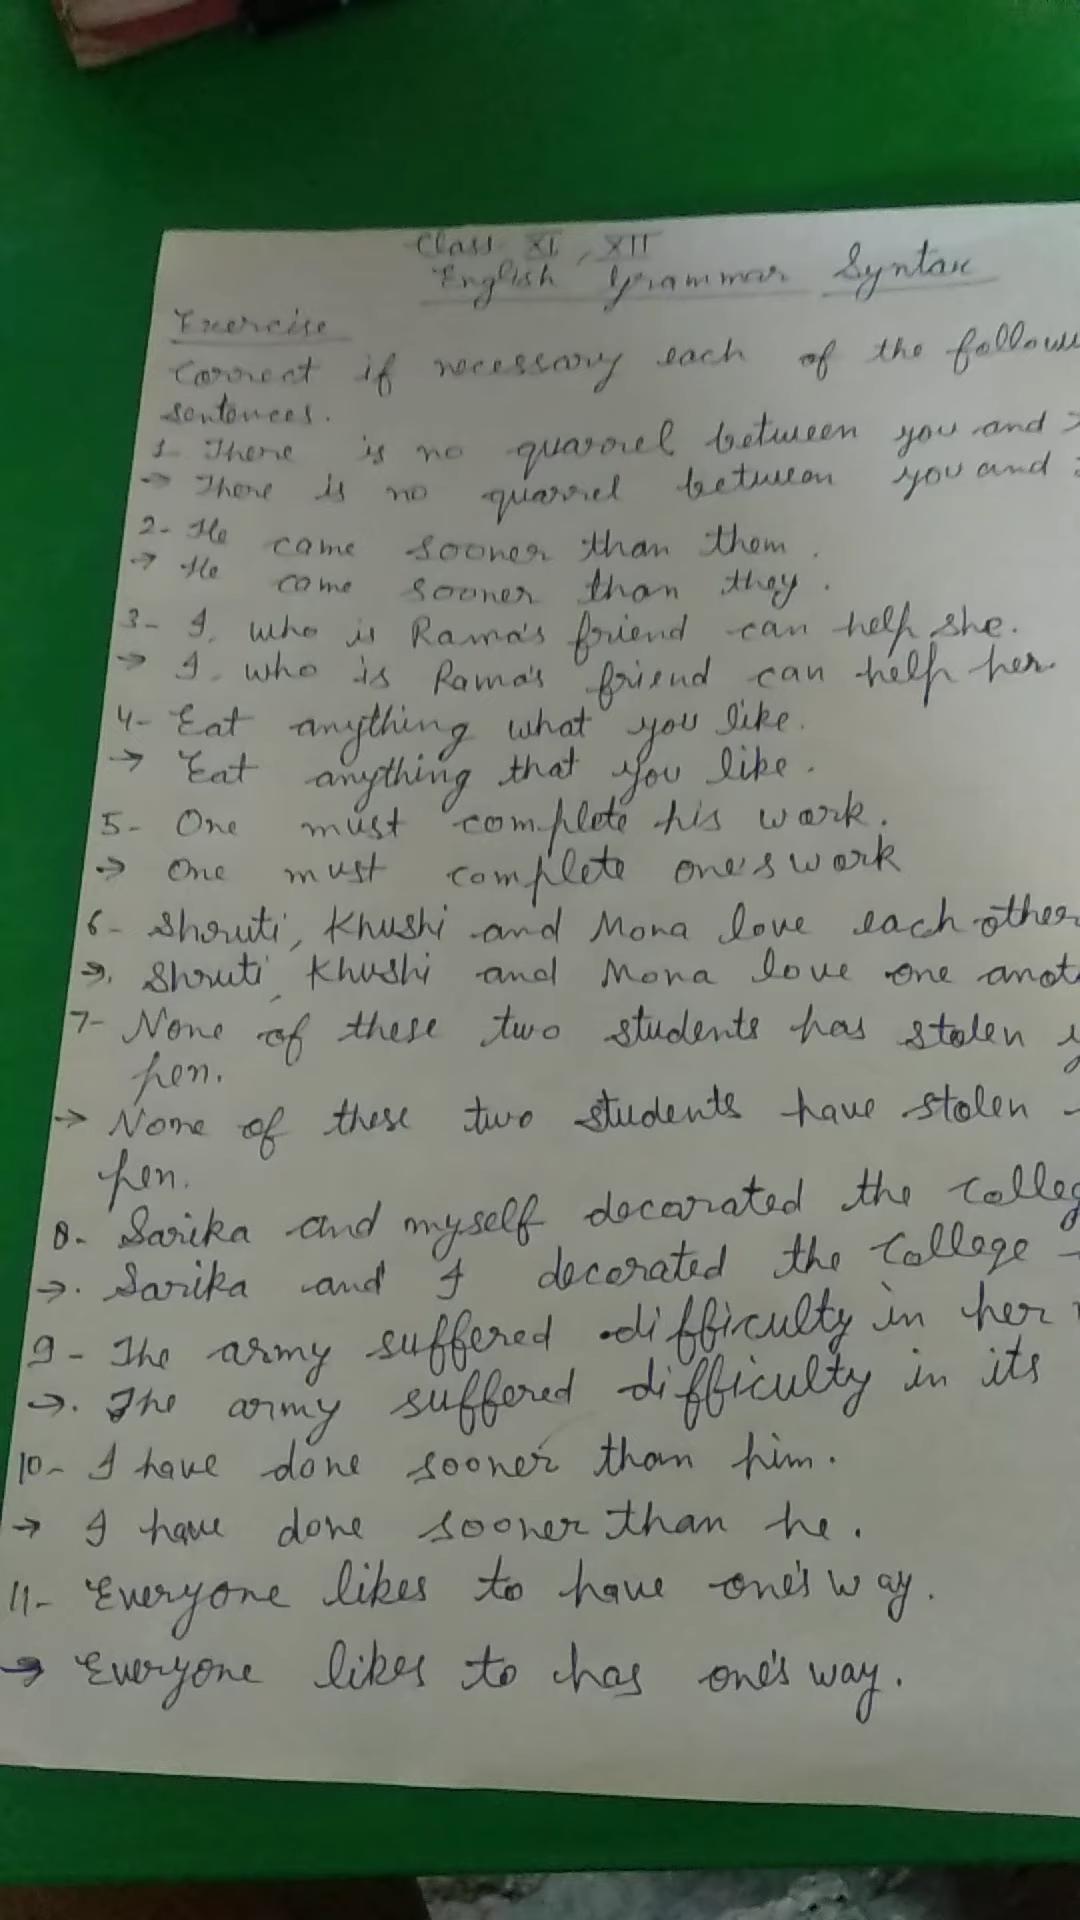 Class XI, XII
English Grammar Syntax
Exercise
Correct if necessary each of the
sentences.
1. There is no quarrel between you and
→ There is no quarrel between you and
2- He came sooner than them.
→ He came sooner than they.
3- I, who is Rama's friend can help she.
→ I, who is Rama's friend can help her.
4- Eat anything what you like.
→ Eat anything that you like.
5- One must complete his work.
→ One must complete one's work
6- Shruti, Khushi and Mona love each other
→. Shruti, Khushi and Mona love one
7- None of these two students has stolen
pen.
→ None of these two students have stolen
pen.
8- Sarika and myself decorated the
→. Sarika and I decorated the College
9- The army suffered difficulty in her
→. The army suffered difficulty in its
10- I have done sooner than him.
→ I have done sooner than he.
11- Everyone likes to have one's way.
→ Everyone likes to has one's way.